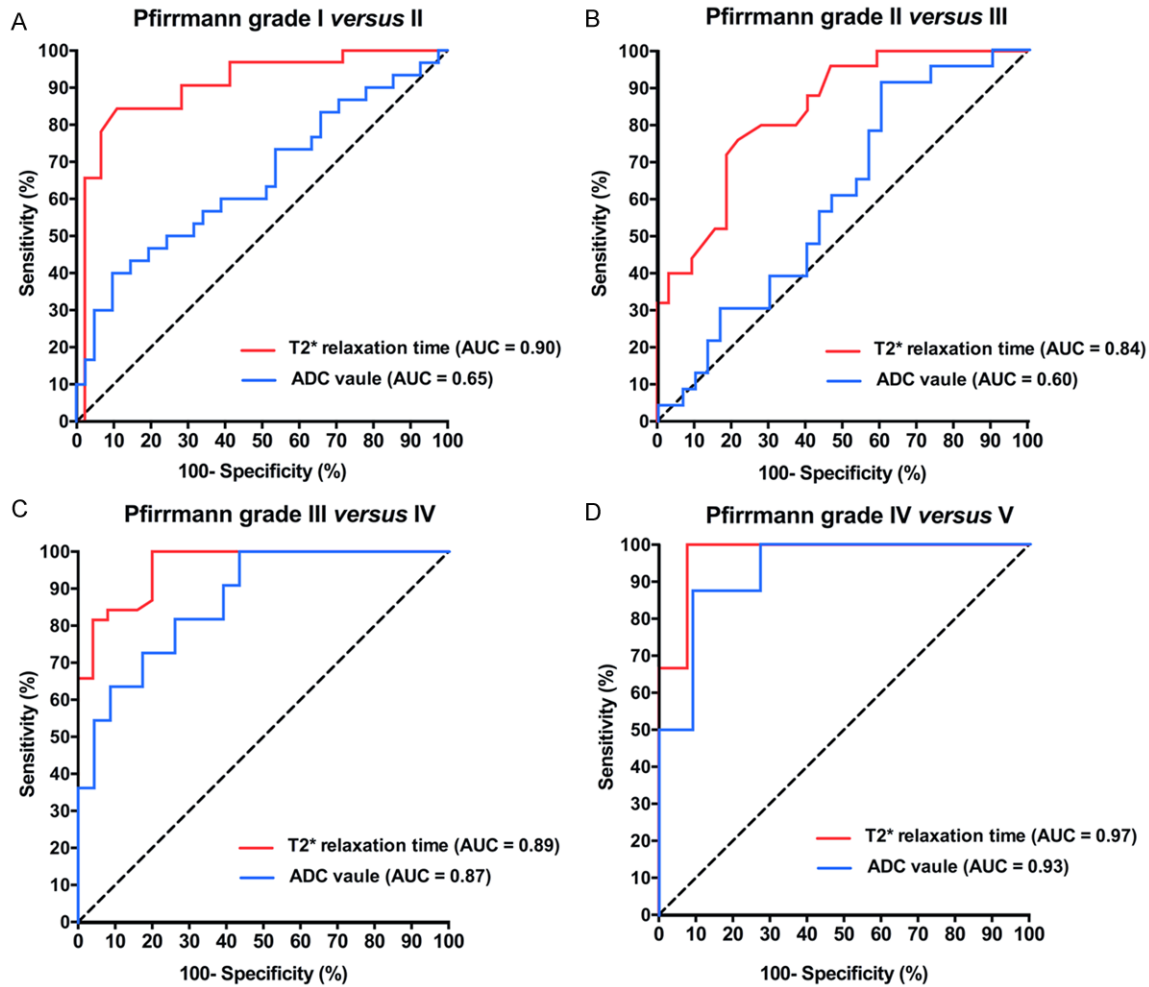 A
Pfirrmann grade I versus II
100
90
80
70
60
50
40
30
20
10
0
Sensitivity (%)
T2* relaxation time (AUC = 0.90)
ADC vaule (AUC = 0.65)
0 10 20 30 40 50 60 70 80 90 100
100- Specificity (%)
B
Pfirrmann grade II versus III
100
90
80
70
60
50
40
30
20
10
0
Sensitivity (%)
T2* relaxation time (AUC = 0.84)
ADC vaule (AUC = 0.60)
0 10 20 30 40 50 60 70 80 90 100
100- Specificity (%)
C
Pfirrmann grade III versus IV
100
90
80
70
60
50
40
30
20
10
0
Sensitivity (%)
T2* relaxation time (AUC = 0.89)
ADC vaule (AUC = 0.87)
0 10 20 30 40 50 60 70 80 90 100
100- Specificity (%)
D
Pfirrmann grade IV versus V
100
90
80
70
60
50
40
30
20
10
0
Sensitivity (%)
T2* relaxation time (AUC = 0.97)
ADC vaule (AUC = 0.93)
0 10 20 30 40 50 60 70 80 90 100
100- Specificity (%)